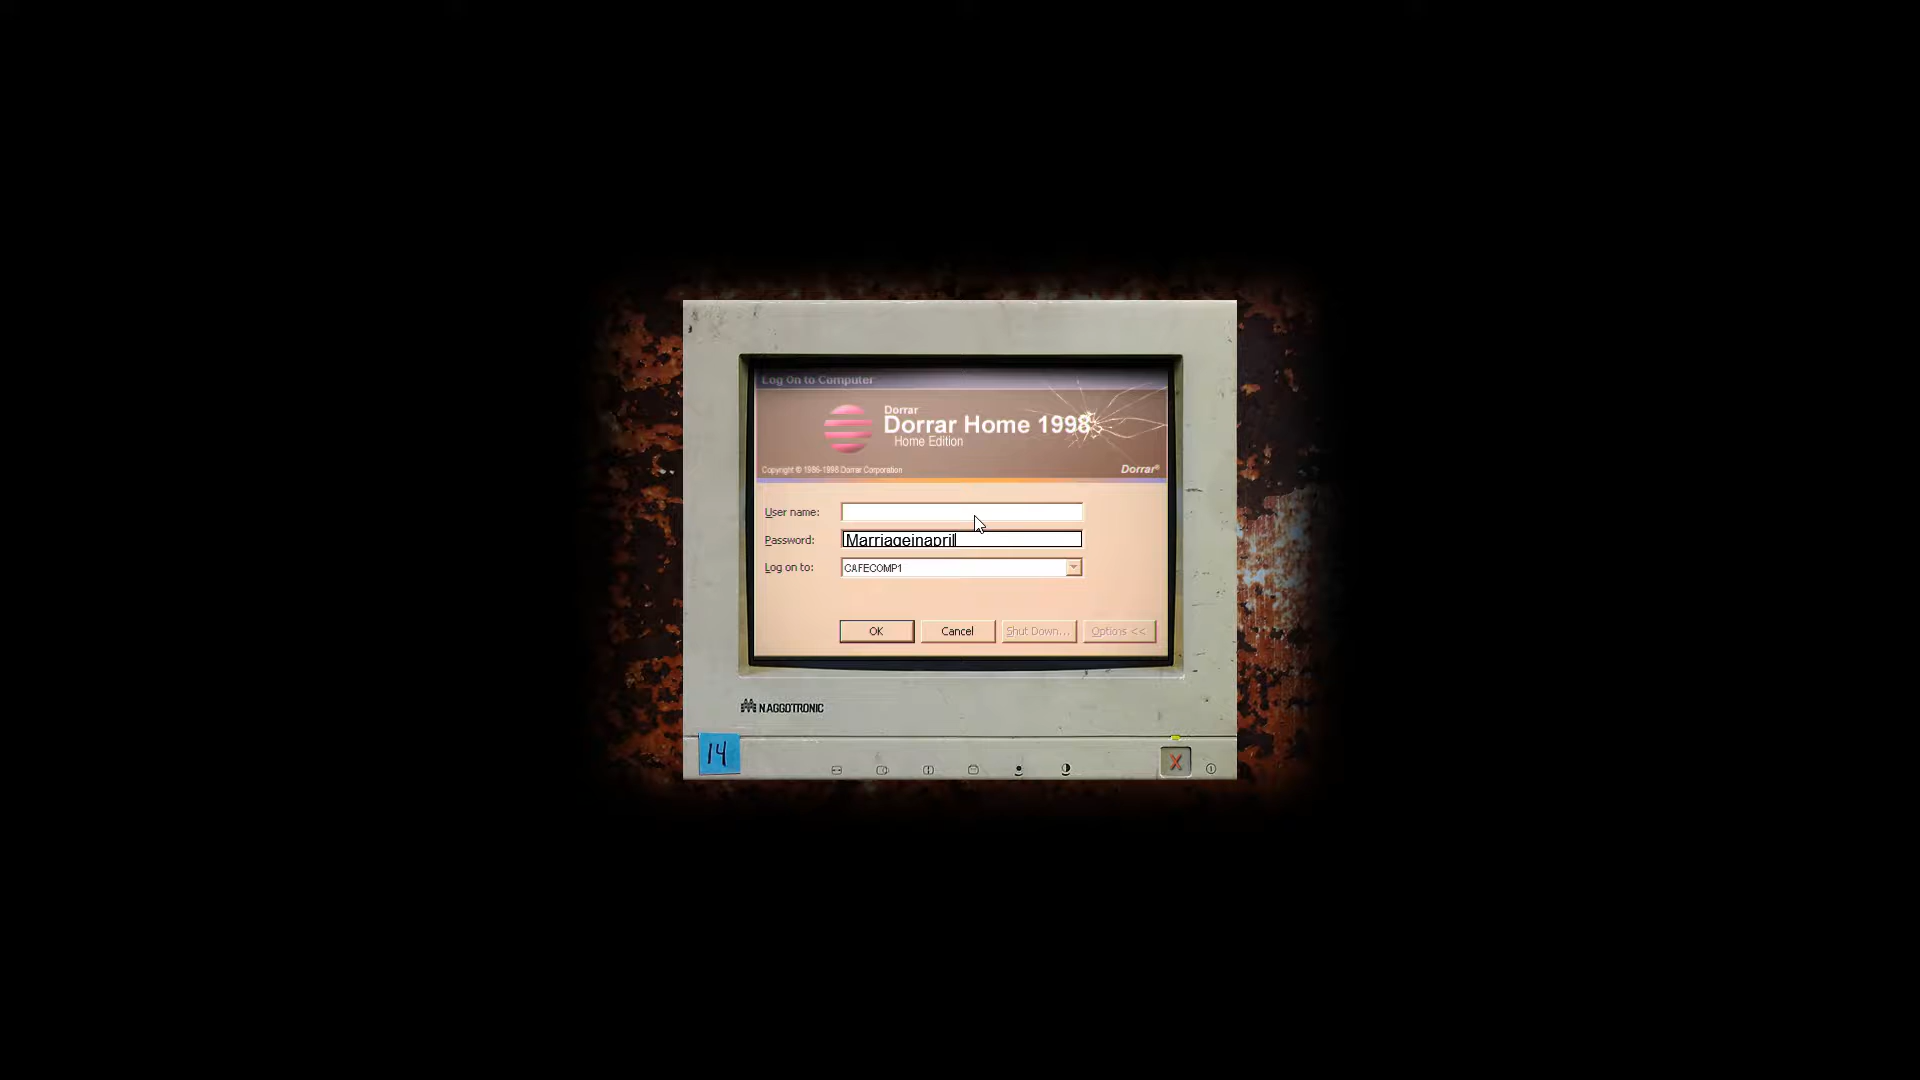 Log On to Computer
Dorrar
Dorrar Home 1998
Home Edition
Copyright © 1986-1998 Dorrar Corporation
Dorrar®
User name:
Password: Marriageinapril
Log on to: CAFECOMP1
OK Cancel Shut Down... Options <<
NAGGOTRONIC
14
X